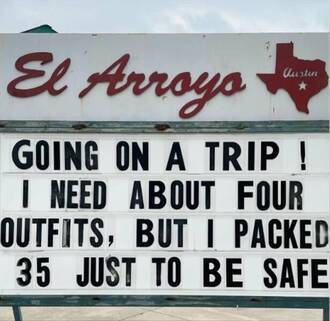 El Arroyo
Austin
GOING ON A TRIP !
I NEED ABOUT FOUR
OUTFITS, BUT I PACKED
35 JUST TO BE SAFE